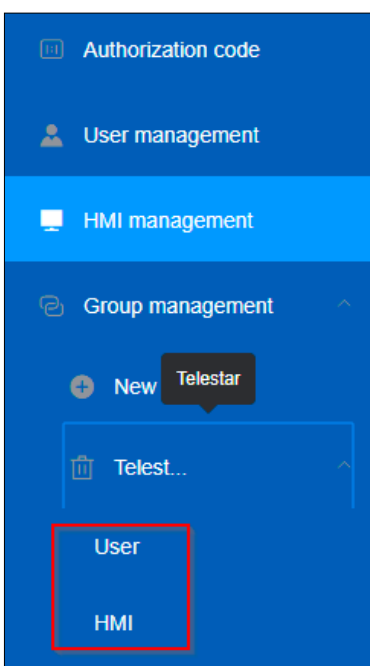 Authorization code
User management
HMI management
Group management
New
Telestar
Telest...
User
HMI